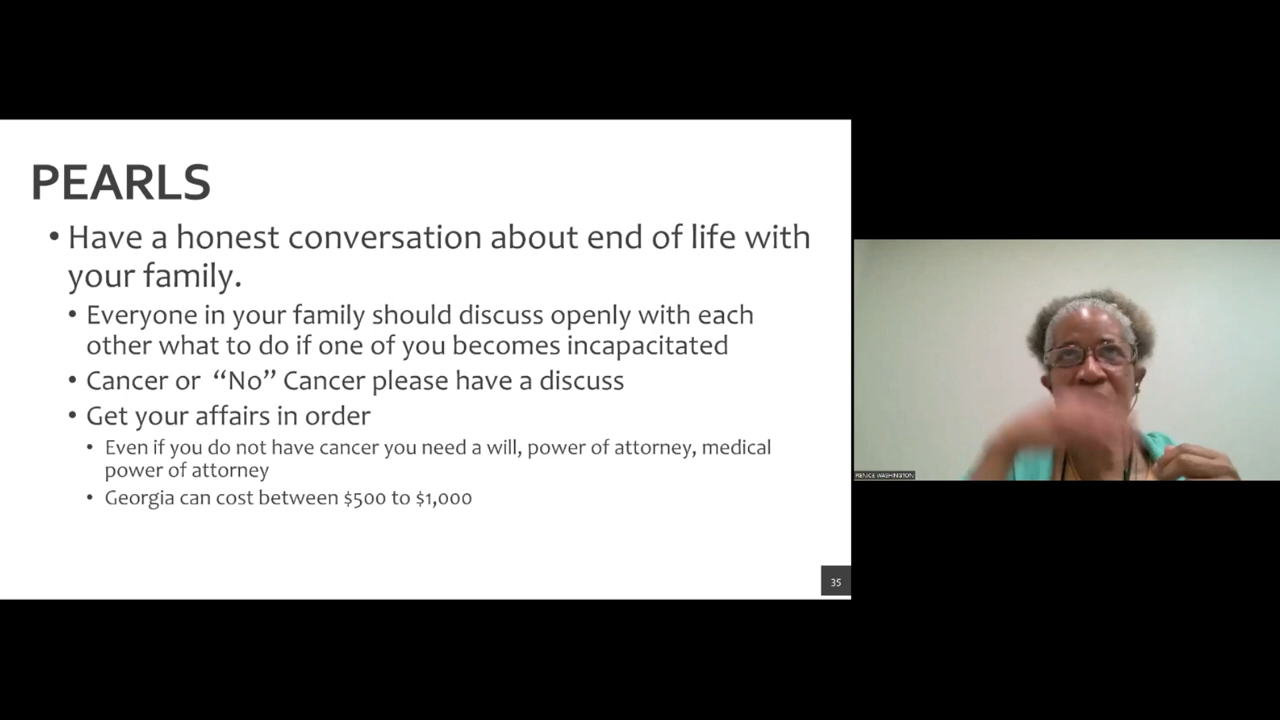 PEARLS
• Have a honest conversation about end of life with
your family.
• Everyone in your family should discuss openly with each
other what to do if one of you becomes incapacitated
• Cancer or “No” Cancer please have a discuss
• Get your affairs in order
• Even if you do not have cancer you need a will, power of attorney, medical
power of attorney
• Georgia can cost between $500 to $1,000
35
RENICE WASHINGTON